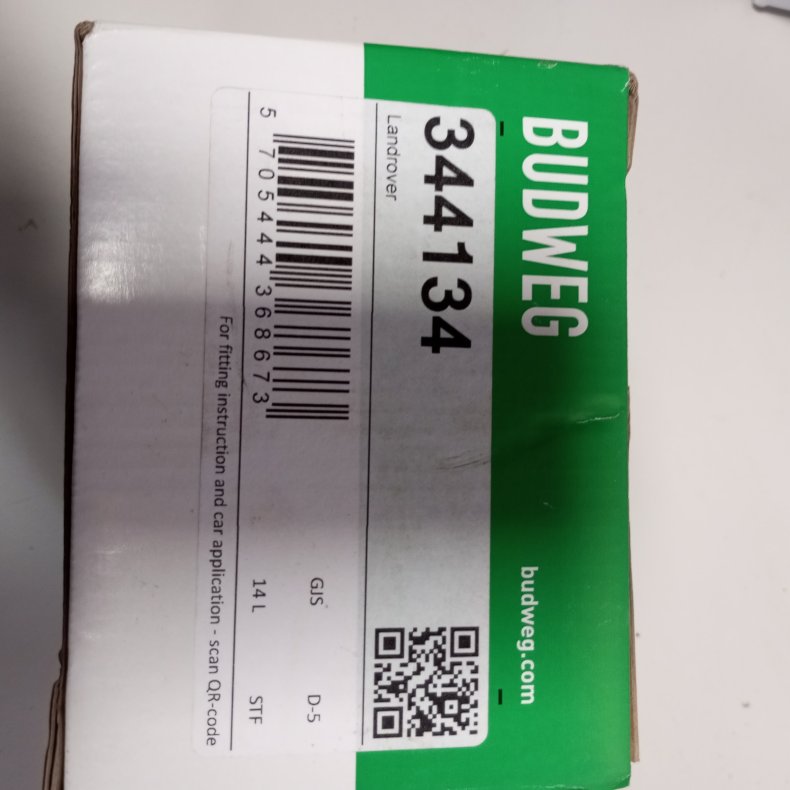 BUDWEG
budweg.com
344134
Landrover
GJS D-5
5 705444 368673
14 L STF
For fitting instruction and car application - scan QR-code